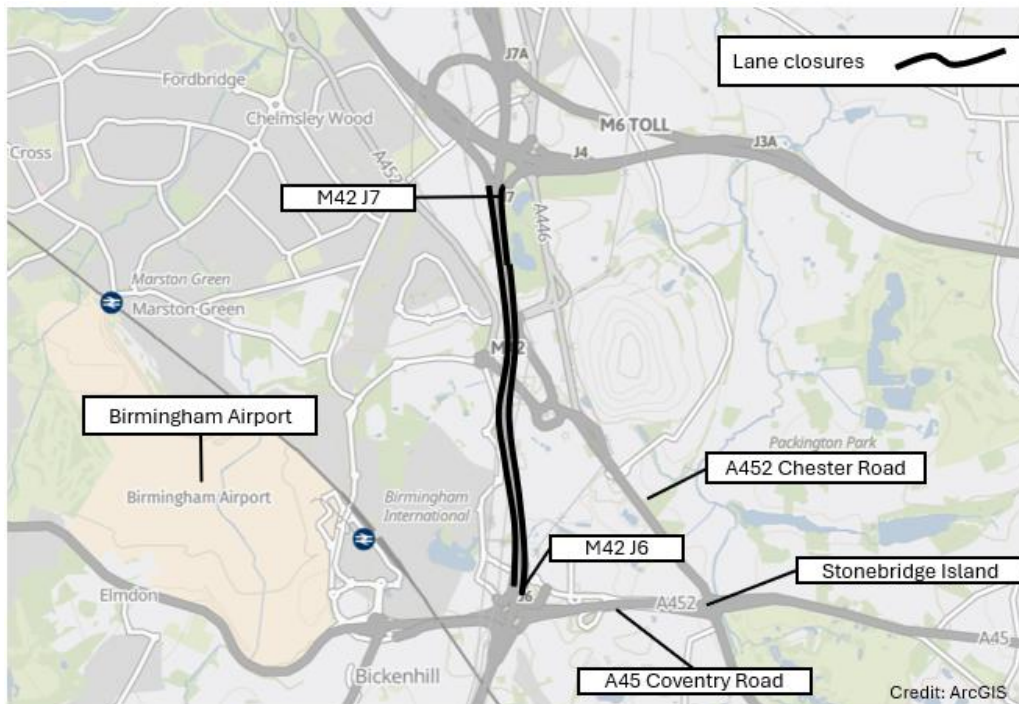 J7A
Lane closures
Fordbridge
Chelmsley Wood
M6 TOLL
Cross
A452
J4
J3A
M42 J7
J7
A446
Marston Green
Marston Green
Birmingham Airport
Packington Park
A452 Chester Road
Birmingham Airport
Birmingham
International
M42 J6
Stonebridge Island
Elmdon
J6
A452
A45
Bickenhill
A45 Coventry Road
Credit: ArcGIS